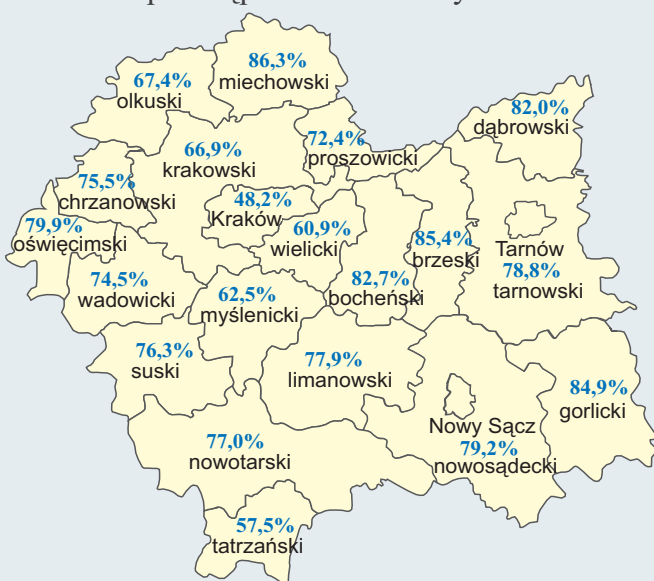 86,3%
miechowski
67,4%
olkuski
82,0%
dąbrowski
72,4%
proszowicki
66,9%
krakowski
75,5%
chrzanowski
48,2%
Kraków
79,9%
oświęcimski
60,9%
wielicki
85,4%
brzeski
Tarnów
78,8%
tarnowski
74,5%
wadowicki
82,7%
bocheński
62,5%
myślenicki
76,3%
suski
77,9%
limanowski
84,9%
gorlicki
Nowy Sącz
79,2%
nowosądecki
77,0%
nowotarski
57,5%
tatrzański